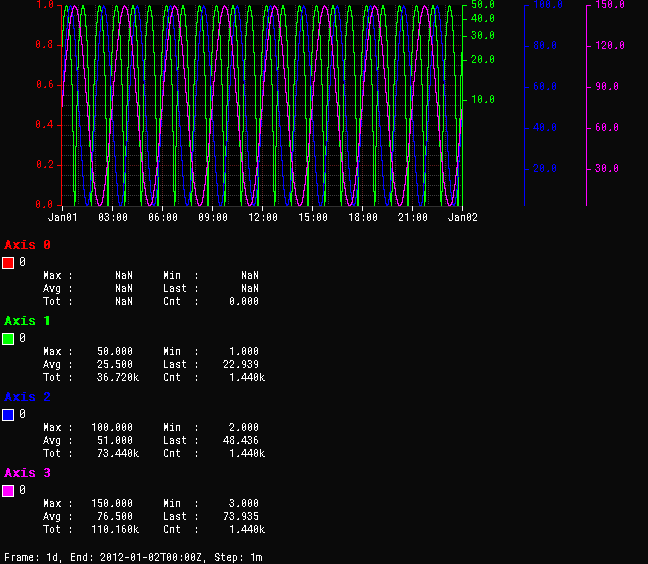 1.0 50.0 100.0 150.0
40.0
0.8 30.0 80.0 120.0
0.6 20.0 60.0 90.0
0.4 10.0 40.0 60.0
0.2 20.0 30.0
0.0
Jan01 03:00 06:00 09:00 12:00 15:00 18:00 21:00 Jan02
Axis 0
0
Max : NaN Min : NaN
Avg : NaN Last : NaN
Tot : NaN Cnt : 0.000
Axis 1
0
Max : 50.000 Min : 1.000
Avg : 25.500 Last : 22.939
Tot : 36.720k Cnt : 1.440k
Axis 2
0
Max : 100.000 Min : 2.000
Avg : 51.000 Last : 48.436
Tot : 73.440k Cnt : 1.440k
Axis 3
0
Max : 150.000 Min : 3.000
Avg : 76.500 Last : 73.935
Tot : 110.160k Cnt : 1.440k
Frame: 1d, End: 2012-01-02T00:00Z, Step: 1m